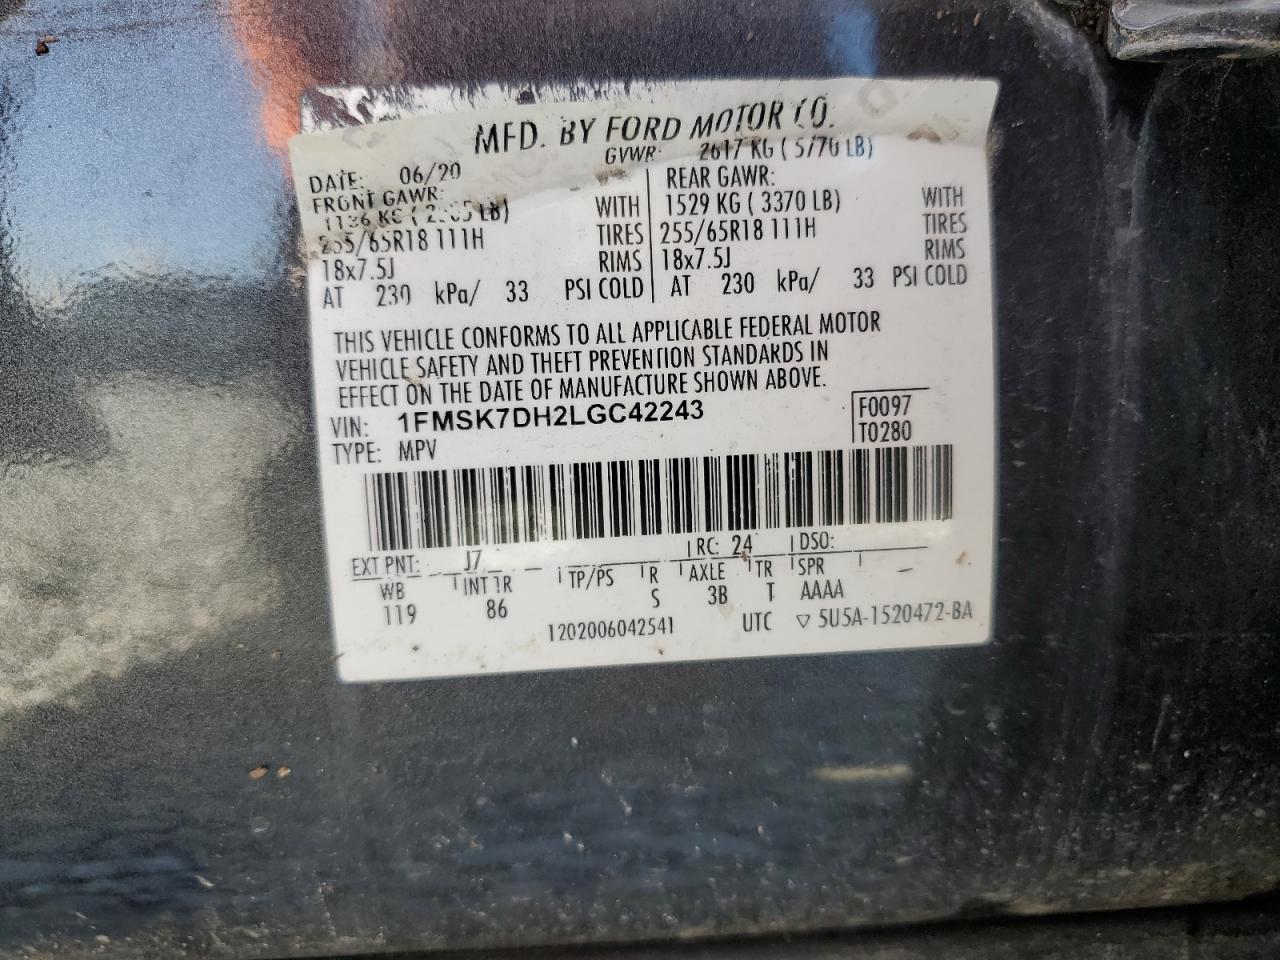 MFD. BY FORD MOTOR CO.
DATE: 06/20 GVWR: 2617 KG ( 5770 LB)
FRONT GAWR: REAR GAWR:
WITH 1529 KG ( 3370 LB) WITH
255/65R18 111H TIRES 255/65R18 111H TIRES
18x7.5J RIMS 18x7.5J RIMS
AT 230 kPa/ 33 PSI COLD AT 230 kPa/ 33 PSI COLD
THIS VEHICLE CONFORMS TO ALL APPLICABLE FEDERAL MOTOR
VEHICLE SAFETY AND THEFT PREVENTION STANDARDS IN
EFFECT ON THE DATE OF MANUFACTURE SHOWN ABOVE.
VIN: 1FMSK7DH2LGC42243 F0097
TYPE: MPV T0280
EXT PNT: J7 RC: 24 DSO:
WB INT TR TP/PS R AXLE TR SPR
119 86 S 3B T AAAA
1202006042541 UTC ▽ 5U5A-1520472-BA